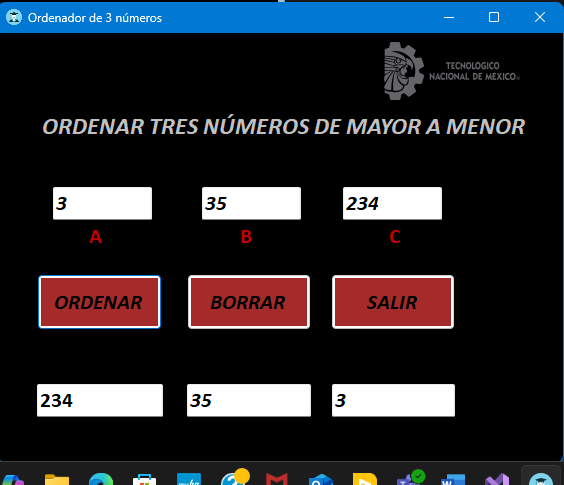 Ordenador de 3 números
TECNOLOGICO
NACIONAL DE MEXICO
ORDENAR TRES NÚMEROS DE MAYOR A MENOR
3 35 234
A B C
ORDENAR BORRAR SALIR
234 35 3